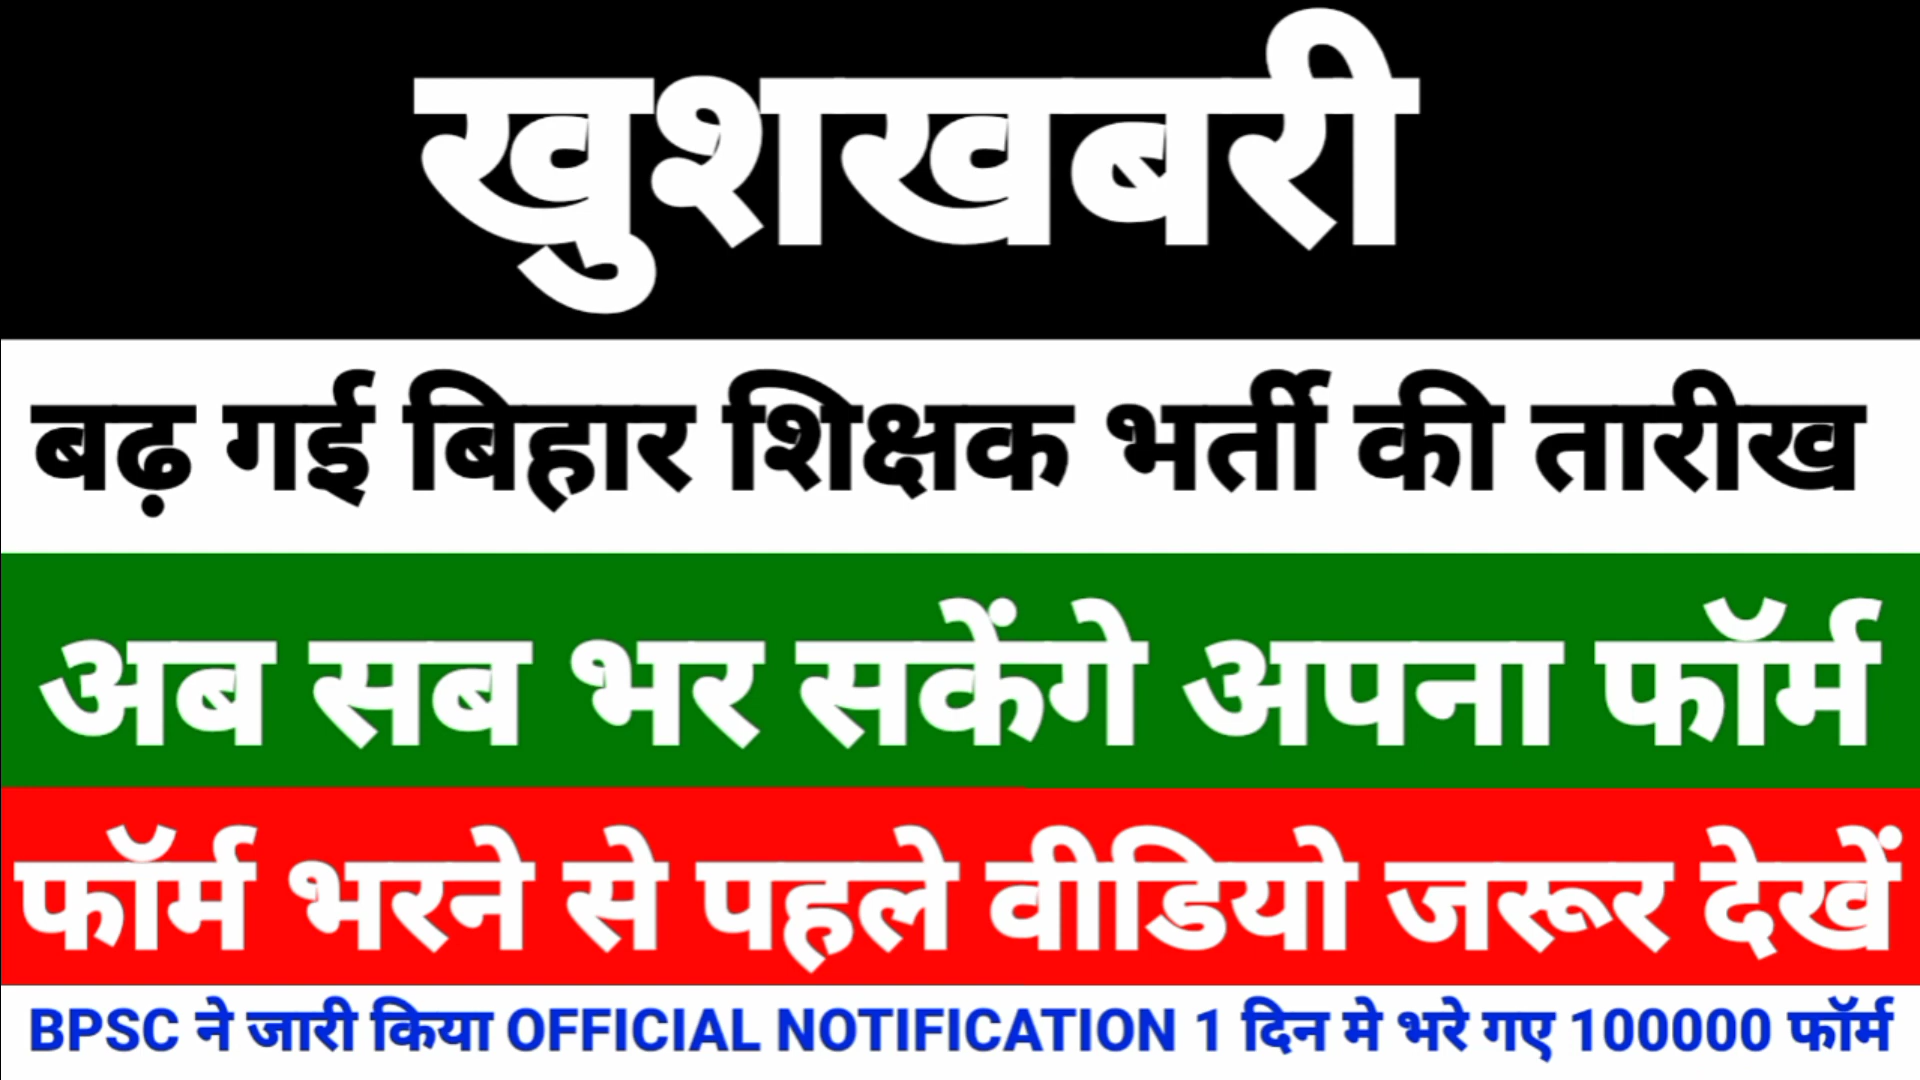 खुशखबरी
बढ़ गई बिहार शिक्षक भर्ती की तारीख
अब सब भर सकेंगे अपना फॉर्म
फॉर्म भरने से पहले वीडियो जरूर देखें
BPSC ने जारी किया OFFICIAL NOTIFICATION 1 दिन मे भरे गए 100000 फॉर्म